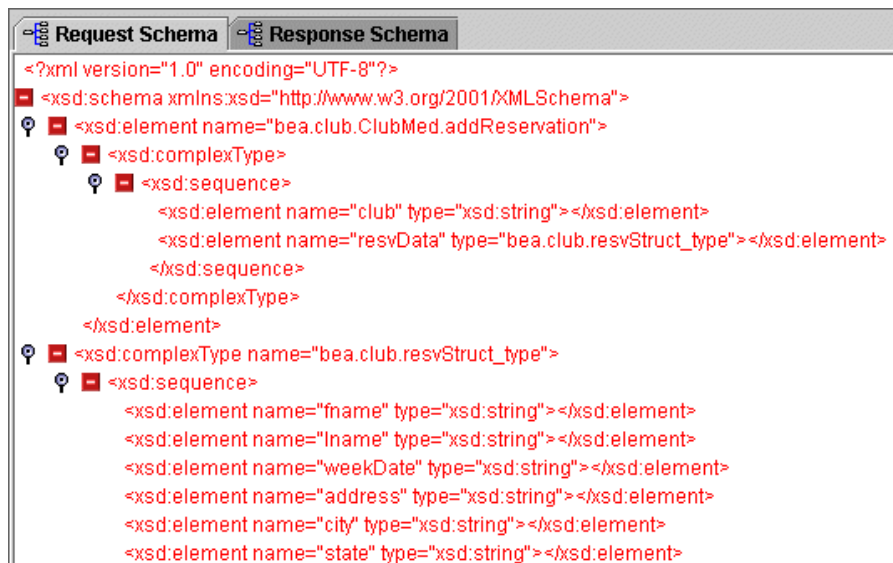 Request Schema Response Schema
<?xml version="1.0" encoding="UTF-8"?>
<xsd:schema xmlns:xsd="http://www.w3.org/2001/XMLSchema">
<xsd:element name="bea.club.ClubMed.addReservation">
<xsd:complexType>
<xsd:sequence>
<xsd:element name="club" type="xsd:string"></xsd:element>
<xsd:element name="resvData" type="bea.club.resvStruct_type"></xsd:element>
</xsd:sequence>
</xsd:complexType>
</xsd:element>
<xsd:complexType name="bea.club.resvStruct_type">
<xsd:sequence>
<xsd:element name="fname" type="xsd:string"></xsd:element>
<xsd:element name="lname" type="xsd:string"></xsd:element>
<xsd:element name="weekDate" type="xsd:string"></xsd:element>
<xsd:element name="address" type="xsd:string"></xsd:element>
<xsd:element name="city" type="xsd:string"></xsd:element>
<xsd:element name="state" type="xsd:string"></xsd:element>